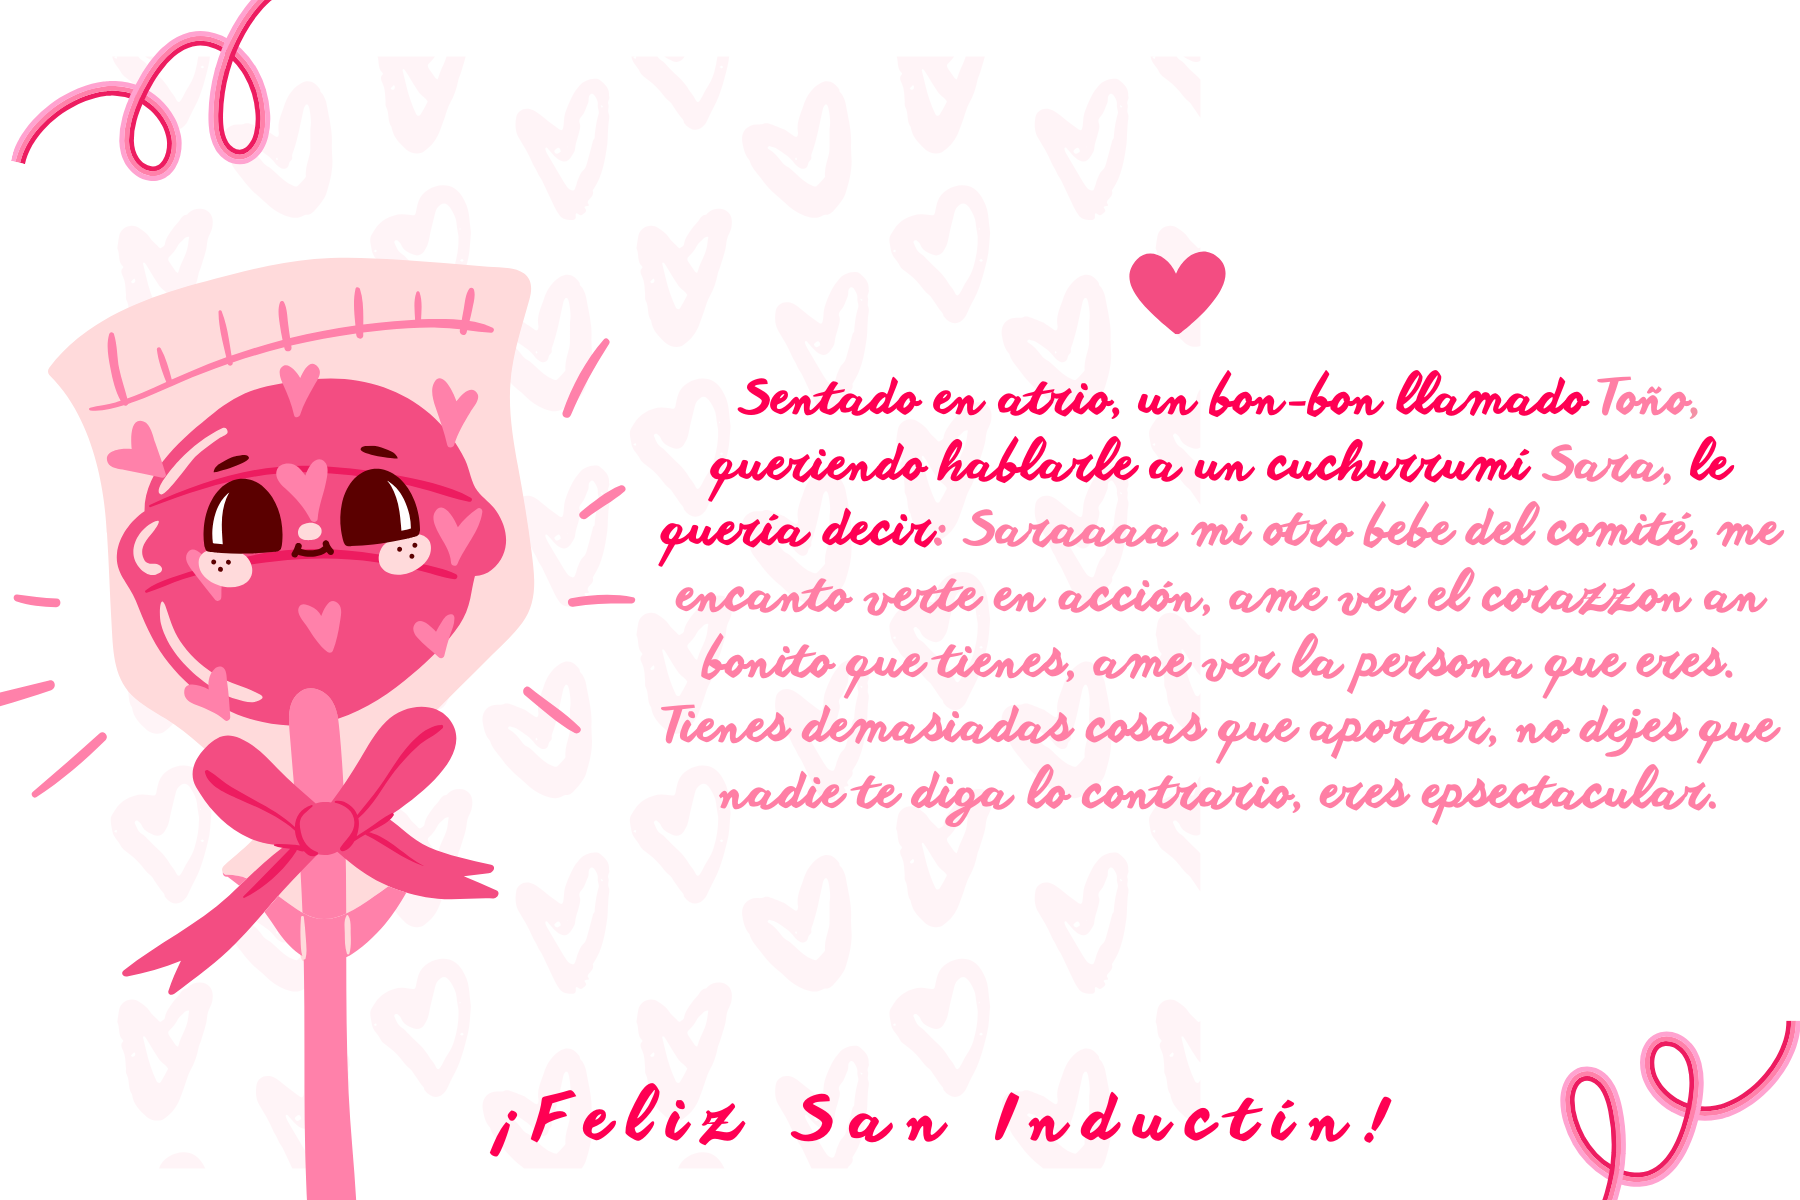 Sentado en atrio, un bon-bon llamado Toño,
queriendo hablarle a un cuchurrumí Sara, le
quería decir: Saraaaa mi otro bebe del comité, me
encanto verte en acción, ame ver el corazzon an
bonito que tienes, ame ver la persona que eres.
Tienes demasiadas cosas que aportar, no dejes que
nadie te diga lo contrario, eres epsectacular.
¡Feliz San Inductín!